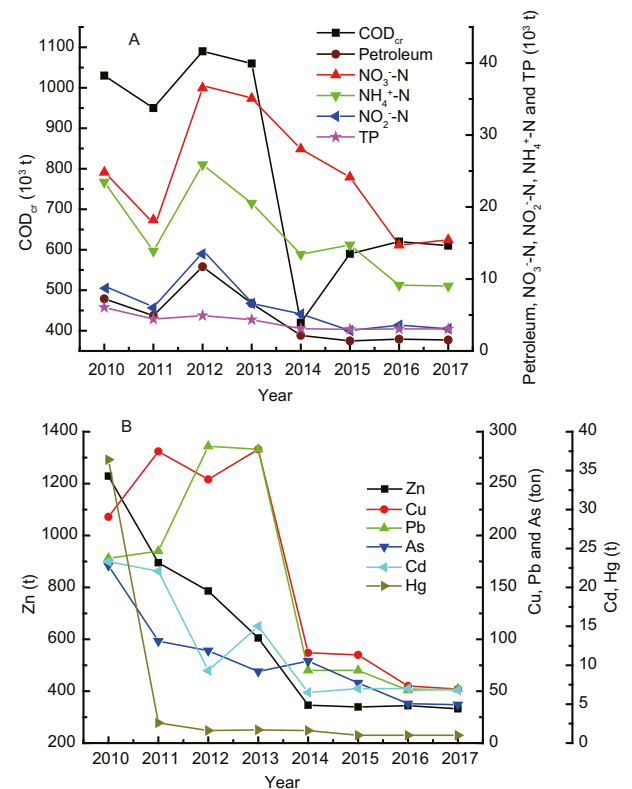 A
COD_cr
Petroleum
NO₃⁻-N
NH₄⁺-N
NO₂⁻-N
TP
1100
1000
900
800
700
600
500
400
COD_cr (10³ t)
40
30
20
10
0
Petroleum, NO₃⁻-N, NO₂⁻-N, NH₄⁺-N and TP (10³ t)
2010 2011 2012 2013 2014 2015 2016 2017
Year
B
Zn
Cu
Pb
As
Cd
Hg
1400
1200
1000
800
600
400
200
Zn (t)
300
250
200
150
100
50
0
Cu, Pb and As (ton)
40
35
30
25
20
15
10
5
0
Cd, Hg (t)
2010 2011 2012 2013 2014 2015 2016 2017
Year